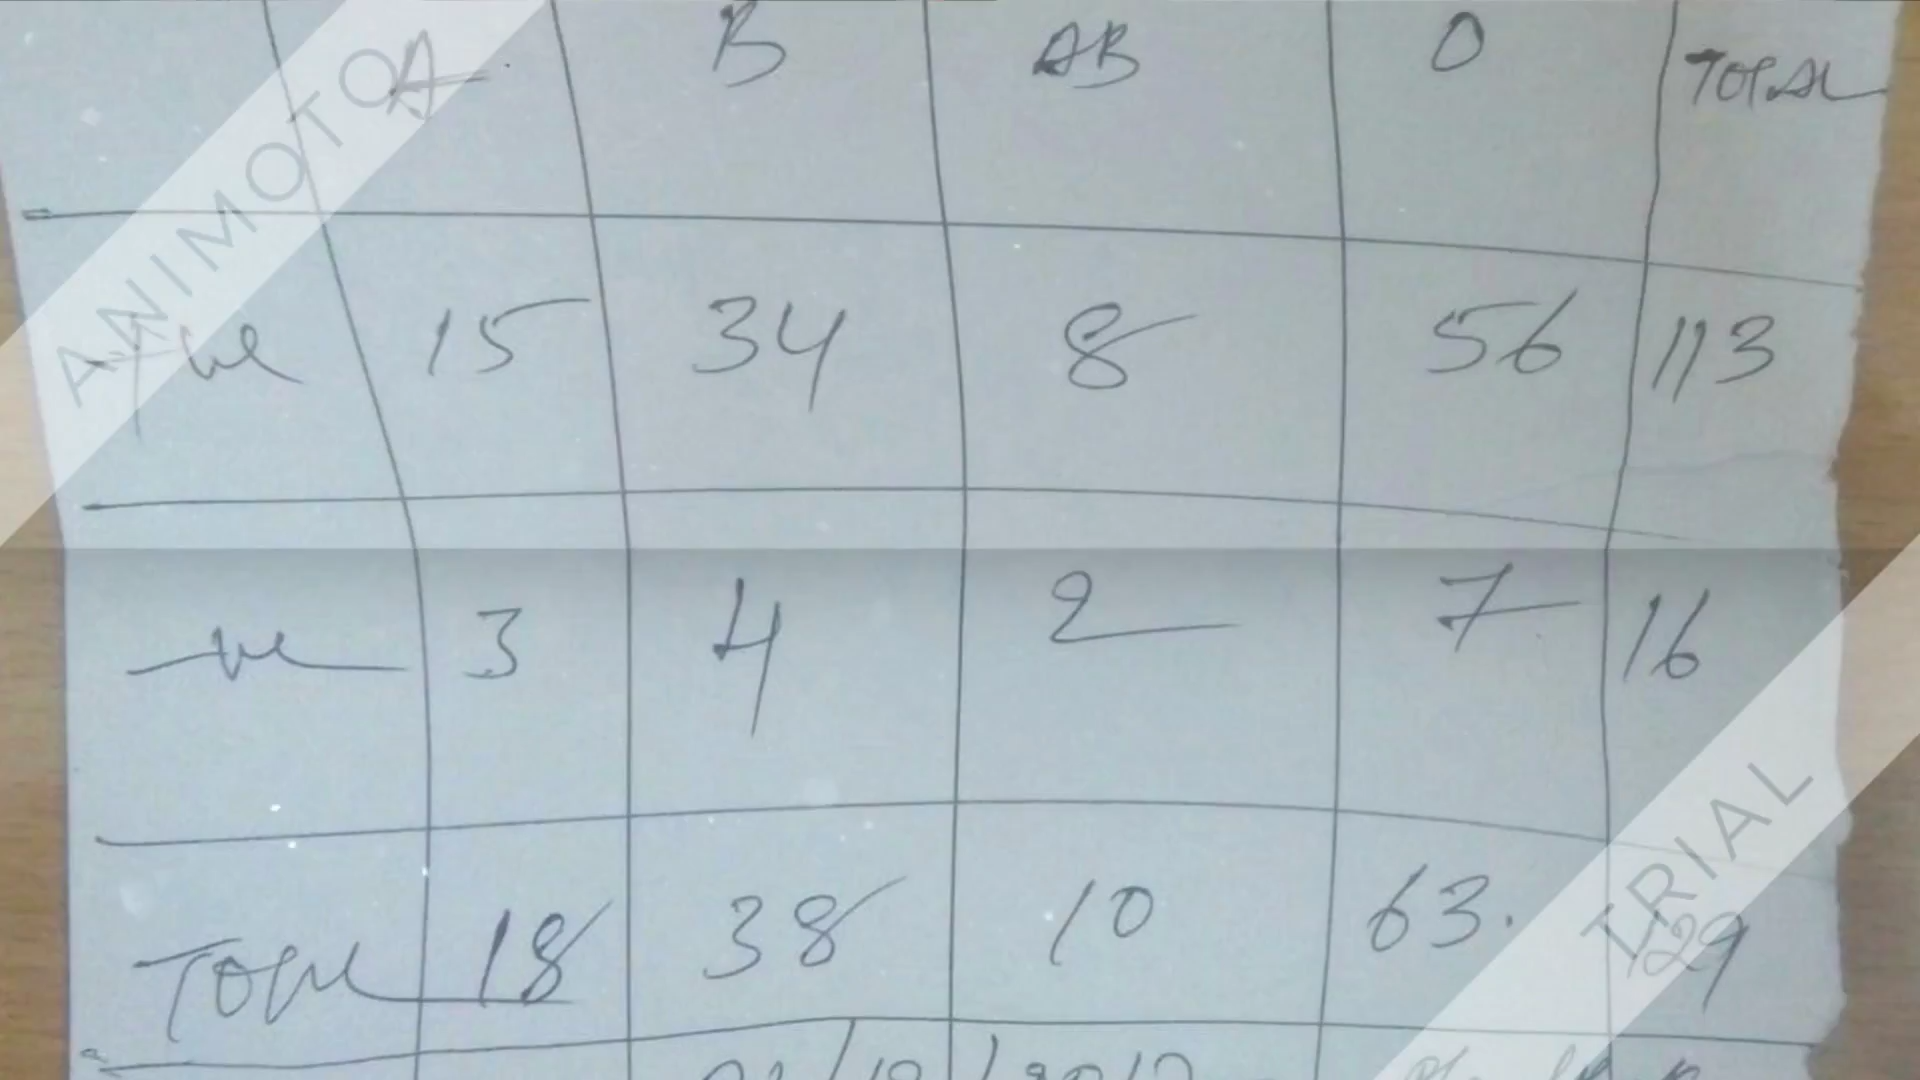 A B AB O TOTAL
+ve 15 34 8 56 113
-ve 3 4 2 7 16
TOTAL 18 38 10 63. 129
ANIMOTO
TRIAL